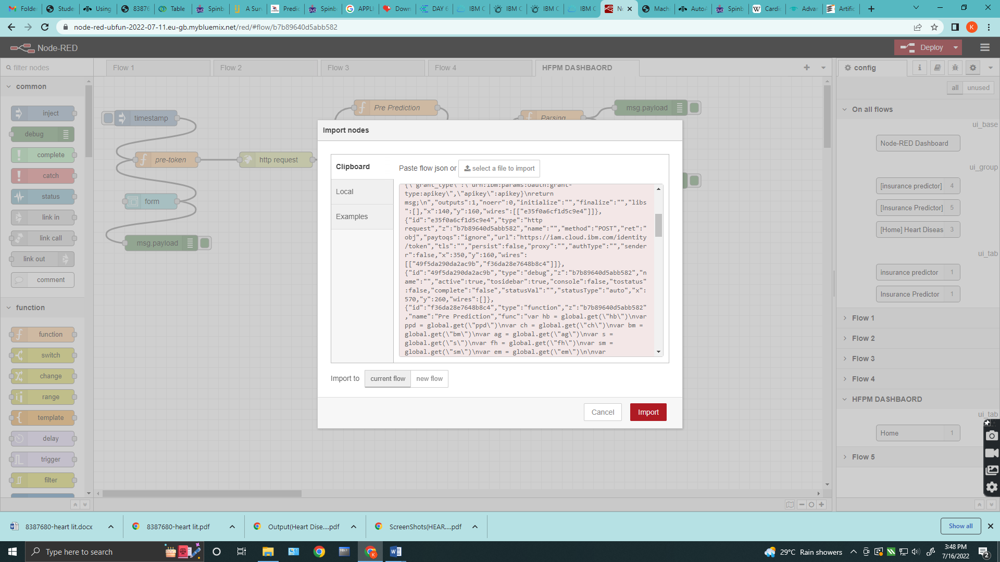 Folde
Stude
Using
83876
Table
Spinb
A Sur
Predic
Spinb
APPLI
Down
DAY 6
IBM C
IBM C
IBM C
IBM C
Mach
AutoA
Spinb
Cardi
Adva
Artific
node-red-ubfun-2022-07-11.eu-gb.mybluemix.net/red/#flow/b7b89640d5abb582
K
Node-RED
Deploy
filter nodes
Flow 1
Flow 2
Flow 3
Flow 4
HFPM DASHBAORD
config
all
unused
common
inject
debug
complete
catch
status
link in
link call
link out
comment
function
function
switch
change
range
template
delay
trigger
filter
timestamp
pre-token
http request
form
msg.payload
Pre Prediction
Parsing
msg.payload
Import nodes
Clipboard
Local
Examples
Paste flow json or
select a file to import
{\"grant_type\":\"urn:ibm:params:oauth:grant-
type:apikey\",\"apikey\":apikey}\nreturn
msg;\n","outputs":1,"noerr":0,"initialize":"","finalize":"","libs
":[],"x":140,"y":160,"wires":[["e35f0a6cf1d5c9e4"]]},
{"id":"e35f0a6cf1d5c9e4","type":"http
request","z":"b7b89640d5abb582","name":"","method":"POST","ret":"
obj","paytoqs":"ignore","url":"https://iam.cloud.ibm.com/identity
/token","tls":"","persist":false,"proxy":"","authType":"","sender
r":false,"x":350,"y":160,"wires":
[["49f5da290da2ac9b","f36da28e7648b8c4"]]},
{"id":"49f5da290da2ac9b","type":"debug","z":"b7b89640d5abb582","n
ame":"","active":true,"tosidebar":true,"console":false,"tostatus"
:false,"complete":"false","statusVal":"","statusType":"auto","x":
570,"y":260,"wires":[]},
{"id":"f36da28e7648b8c4","type":"function","z":"b7b89640d5abb582"
,"name":"Pre Prediction","func":"var hb = global.get(\"hb\")\nvar
ppd = global.get(\"ppd\")\nvar ch = global.get(\"ch\")\nvar bm =
global.get(\"bm\")\nvar ag = global.get(\"ag\")\nvar s =
global.get(\"s\")\nvar fh = global.get(\"fh\")\nvar sm =
global.get(\"sm\")\nvar em = global.get(\"em\")\n\nvar
Import to
current flow
new flow
Cancel
Import
On all flows
ui_base
Node-RED Dashboard
ui_group
[insurance predictor] 4
[Insurance Predictor] 5
[Home] Heart Diseas 3
ui_tab
insurance predictor 1
Insurance Predictor 1
Flow 1
Flow 2
Flow 3
Flow 4
HFPM DASHBAORD
ui_tab
Home 1
Flow 5
8387680-heart lit.docx
8387680-heart lit.pdf
Output(Heart Dise....pdf
ScreenShots(HEAR....pdf
Show all
Type here to search
29°C Rain showers
3:48 PM
7/16/2022
2